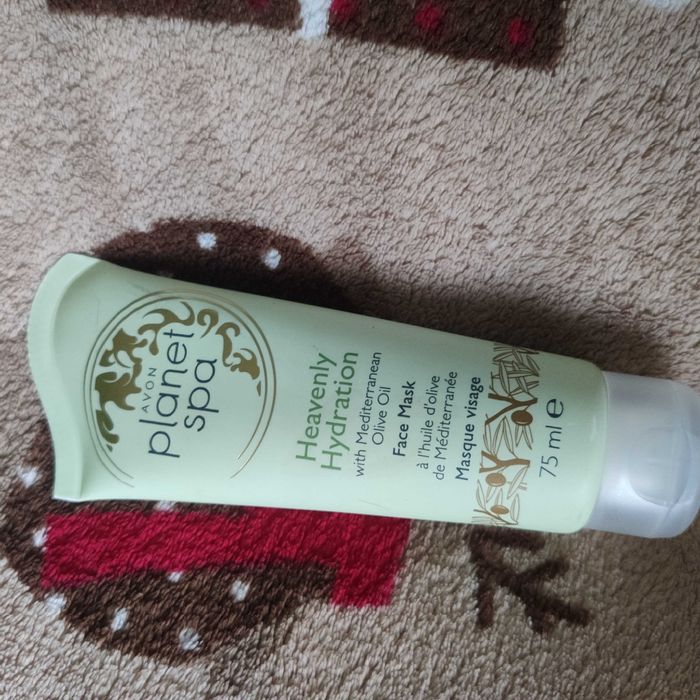 AVON
planet
spa
Heavenly
Hydration
with Mediterranean
Olive Oil
Face Mask
à l'huile d'olive
de Méditerranée
Masque visage
75 ml e